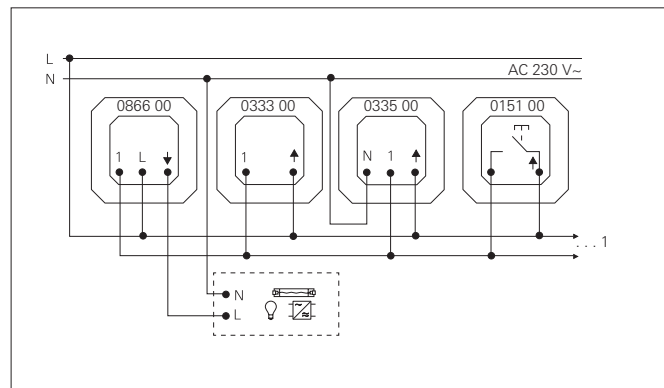 L
N
AC 230 V~
0866 00
0333 00
0335 00
0151 00
1 L
1
N 1
. . . 1
N
L